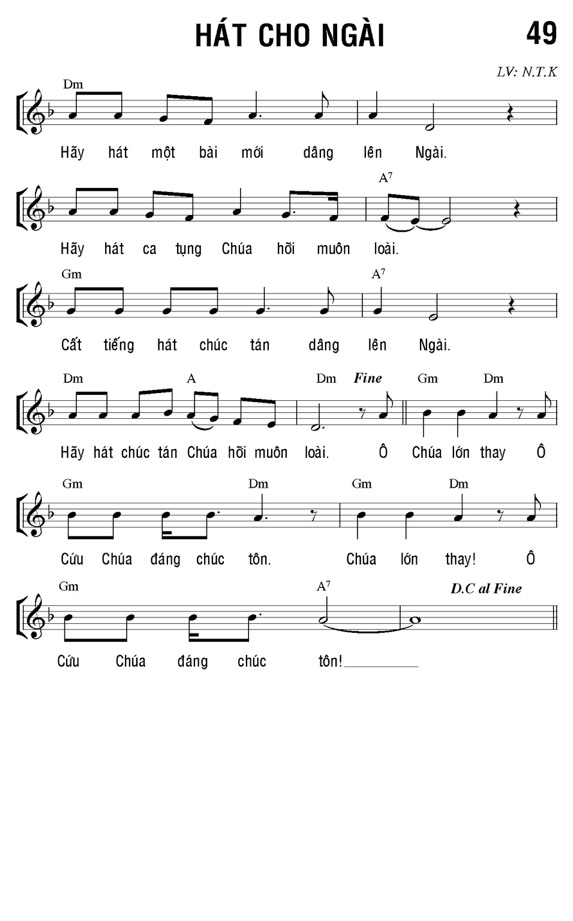 HÁT CHO NGÀI 49
LV: N.T.K
Dm
Hãy hát một bài mới dâng lên Ngài.
A7
Hãy hát ca tụng Chúa hỡi muôn loài.
Gm A7
Cất tiếng hát chúc tán dâng lên Ngài.
Dm A Dm Fine Gm Dm
Hãy hát chúc tán Chúa hỡi muôn loài. Ô Chúa lớn thay Ô
Gm Dm Gm Dm
Cứu Chúa đáng chúc tôn. Chúa lớn thay! Ô
Gm A7 D.C al Fine
Cứu Chúa đáng chúc tôn!